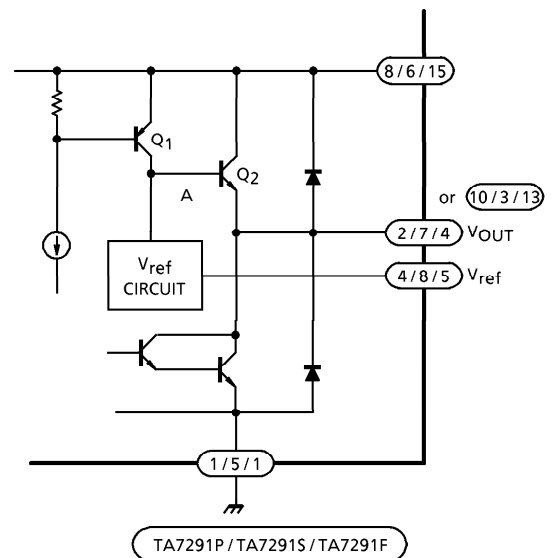 8 / 6 / 15
Q1
Q2
A
or 10 / 3 / 13
2 / 7 / 4 VOUT
Vref
CIRCUIT
4 / 8 / 5 Vref
1 / 5 / 1
TA7291P / TA7291S / TA7291F